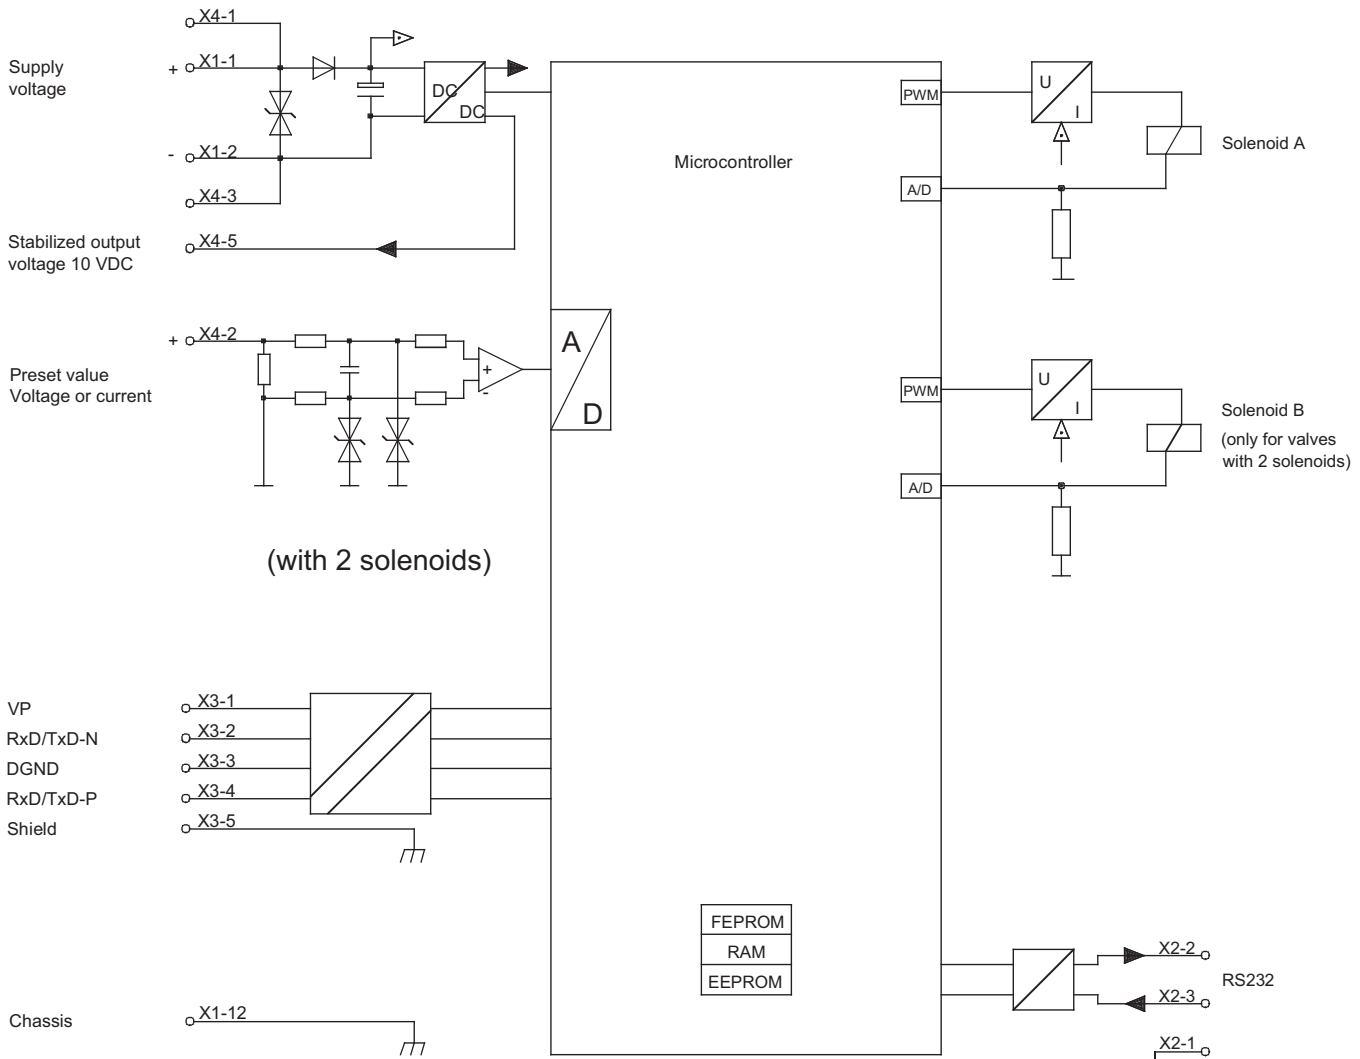 X4-1
Supply
voltage
+ X1-1
DC
DC
- X1-2
X4-3
Stabilized output
voltage 10 VDC
X4-5
+ X4-2
Preset value
Voltage or current
+
-
A
D
(with 2 solenoids)
VP
X3-1
RxD/TxD-N
X3-2
DGND
X3-3
RxD/TxD-P
X3-4
Shield
X3-5
Chassis
X1-12
Microcontroller
FEPROM
RAM
EEPROM
PWM
U
I
Solenoid A
A/D
PWM
U
I
Solenoid B
(only for valves
with 2 solenoids)
A/D
X2-2
RS232
X2-3
X2-1